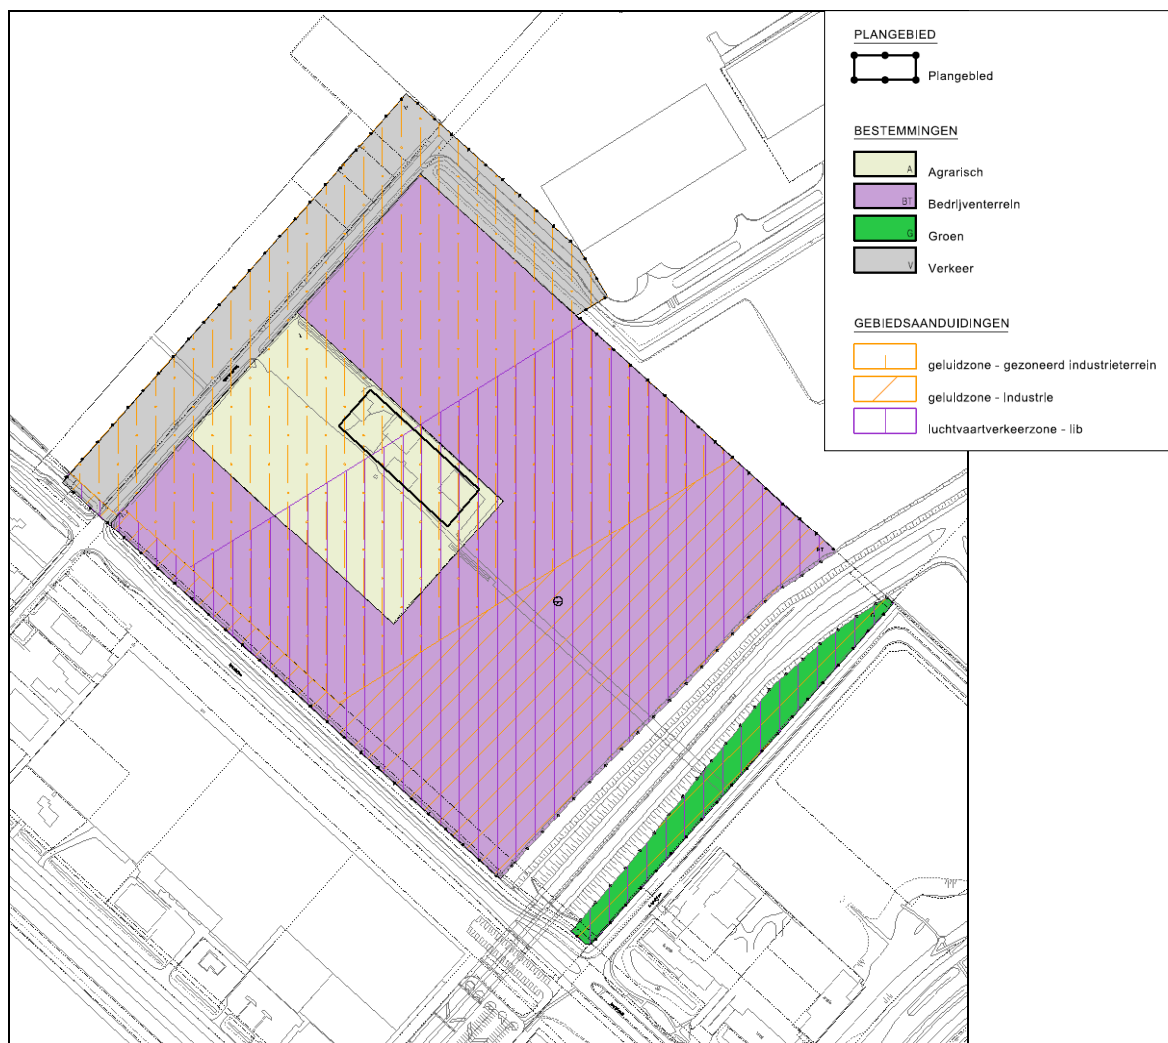 PLANGEBIED
Plangebied
BESTEMMINGEN
A
Agrarisch
BT
Bedrijventerrein
G
Groen
V
Verkeer
GEBIEDSAANDUIDINGEN
geluidzone - gezoneerd industrieterrein
geluidzone - industrie
luchtvaartverkeerzone - lib
V
BT
G